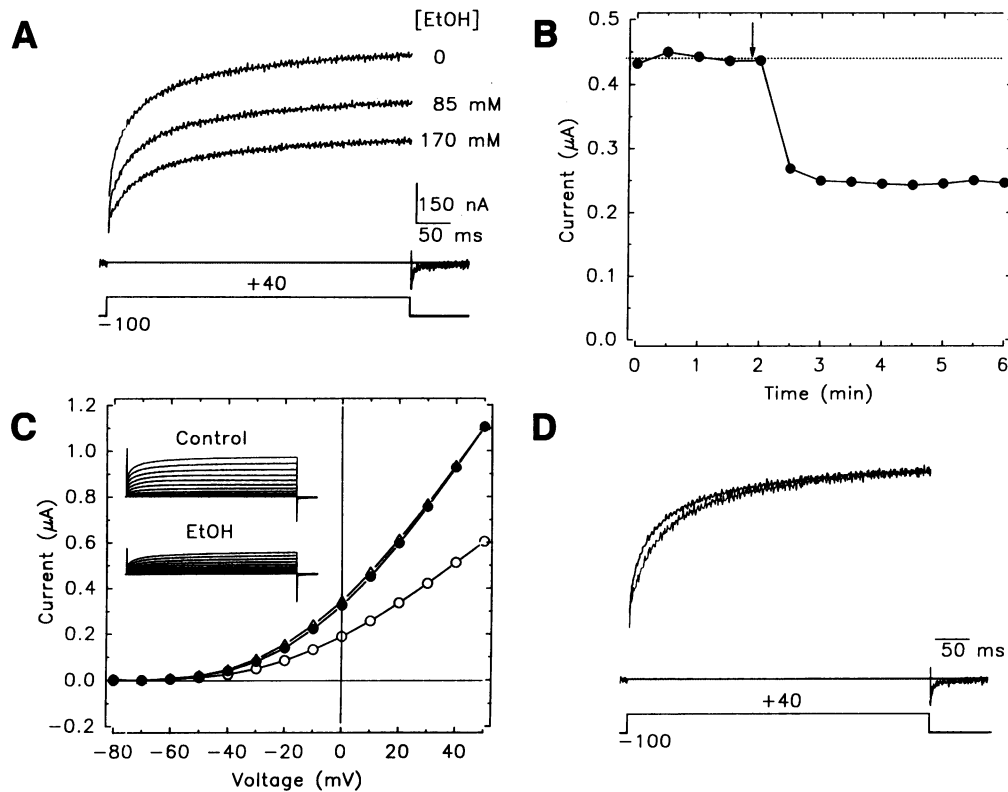 A
[EtOH]
0
85 mM
170 mM
150 nA
50 ms
+40
−100
B
0.5
0.4
0.3
0.2
0.1
0.0
Current (μA)
0 1 2 3 4 5 6
Time (min)
C
1.2
1.0
0.8
0.6
0.4
0.2
0.0
−0.2
Current (μA)
Control
EtOH
−80 −60 −40 −20 0 20 40
Voltage (mV)
D
50 ms
+40
−100